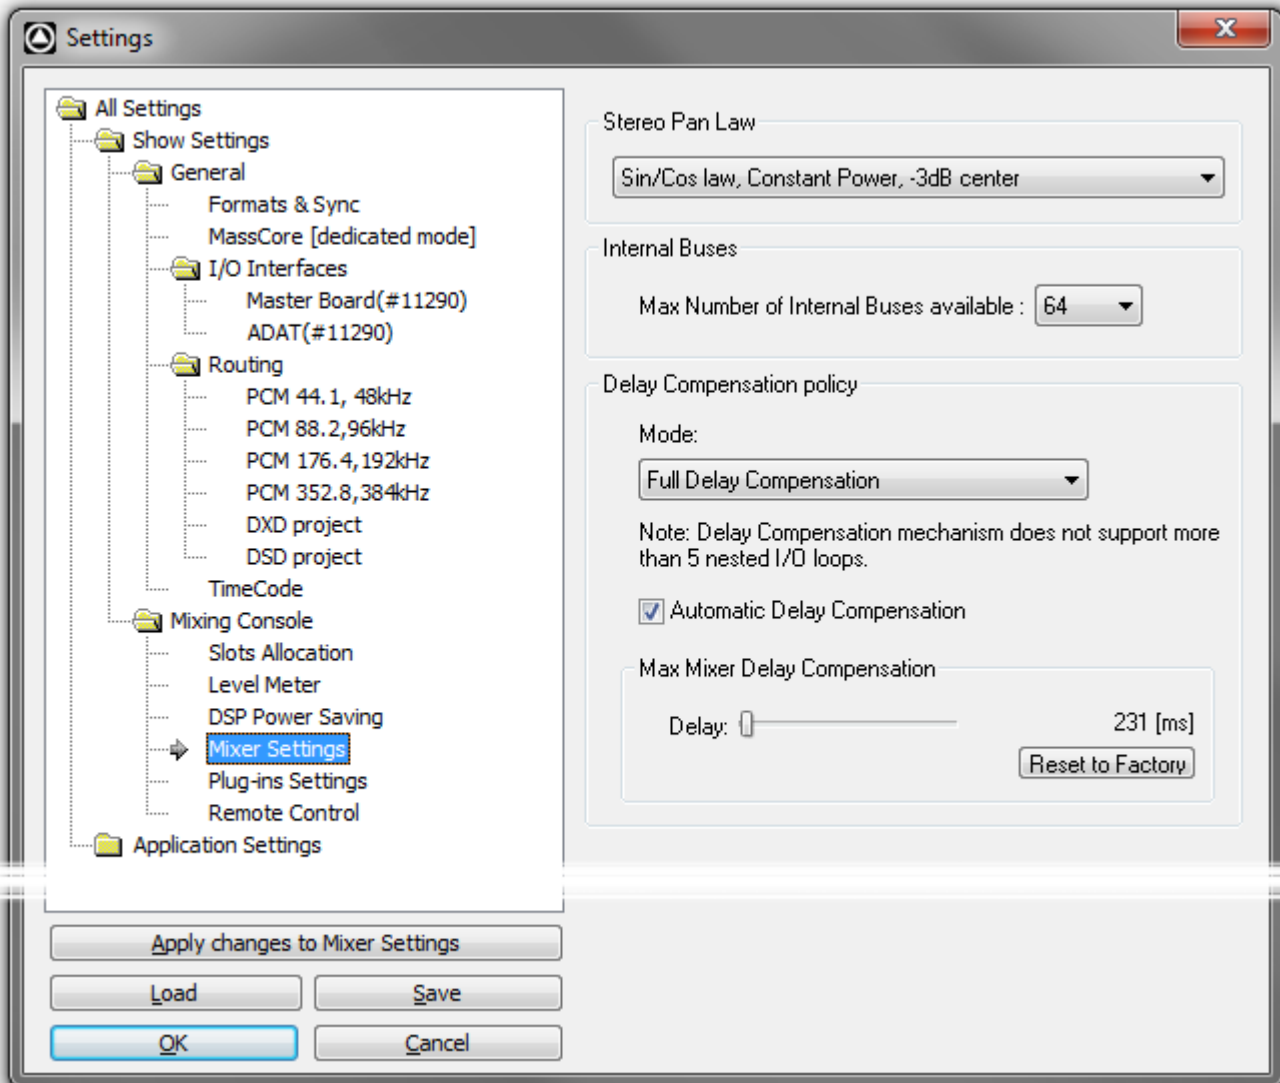 Settings
x
All Settings
Show Settings
General
Formats & Sync
MassCore [dedicated mode]
I/O Interfaces
Master Board(#11290)
ADAT(#11290)
Routing
PCM 44.1, 48kHz
PCM 88.2,96kHz
PCM 176.4,192kHz
PCM 352.8,384kHz
DXD project
DSD project
TimeCode
Mixing Console
Slots Allocation
Level Meter
DSP Power Saving
Mixer Settings
Plug-ins Settings
Remote Control
Application Settings
Apply changes to Mixer Settings
Load Save
OK Cancel
Stereo Pan Law
Sin/Cos law, Constant Power, -3dB center
Internal Buses
Max Number of Internal Buses available : 64
Delay Compensation policy
Mode:
Full Delay Compensation
Note: Delay Compensation mechanism does not support more
than 5 nested I/O loops.
Automatic Delay Compensation
Max Mixer Delay Compensation
Delay: 231 [ms]
Reset to Factory